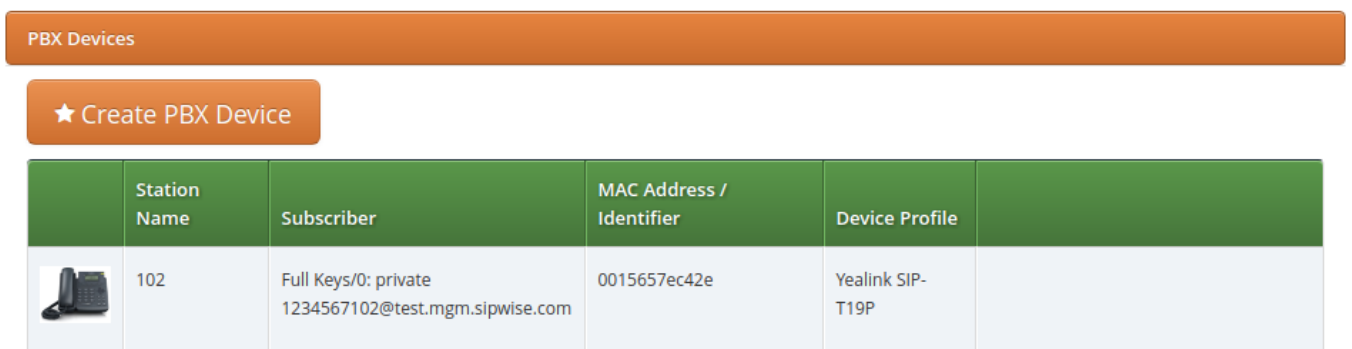 PBX Devices
Create PBX Device
Station Name
Subscriber
MAC Address / Identifier
Device Profile
102
Full Keys/0: private
1234567102@test.mgm.sipwise.com
0015657ec42e
Yealink SIP-
T19P